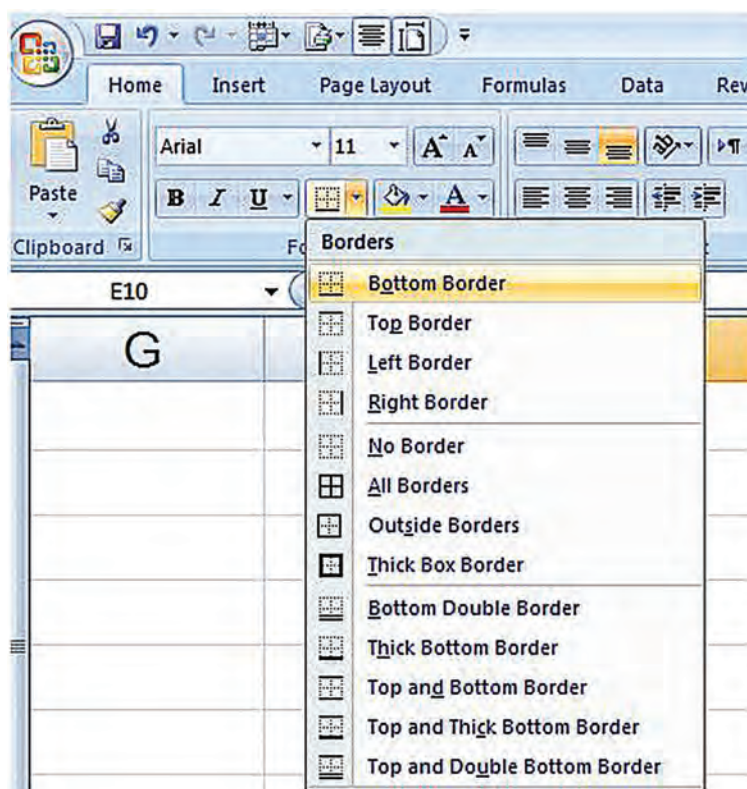 Home Insert Page Layout Formulas Data Rev
Arial 11 A A
Paste B I U A
Clipboard Fo
E10
G
Borders
Bottom Border
Top Border
Left Border
Right Border
No Border
All Borders
Outside Borders
Thick Box Border
Bottom Double Border
Thick Bottom Border
Top and Bottom Border
Top and Thick Bottom Border
Top and Double Bottom Border